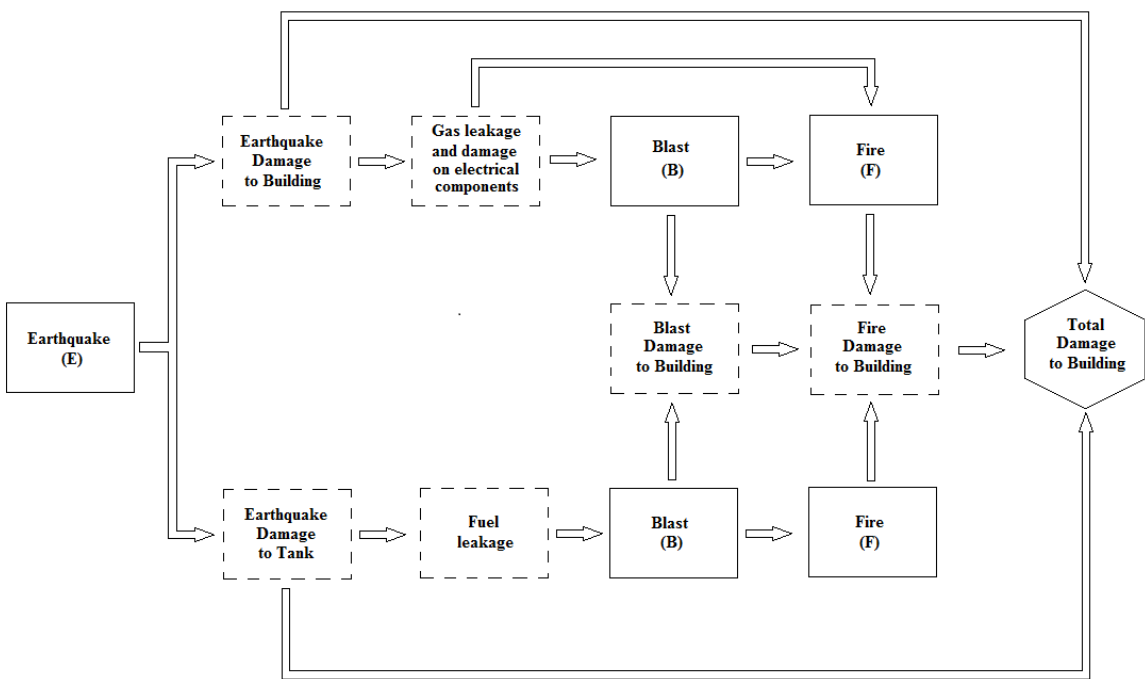 Earthquake
Damage
to Building
Gas leakage
and damage
on electrical
components
Blast
(B)
Fire
(F)
Earthquake
(E)
Blast
Damage
to Building
Fire
Damage
to Building
Total
Damage
to Building
Earthquake
Damage
to Tank
Fuel
leakage
Blast
(B)
Fire
(F)